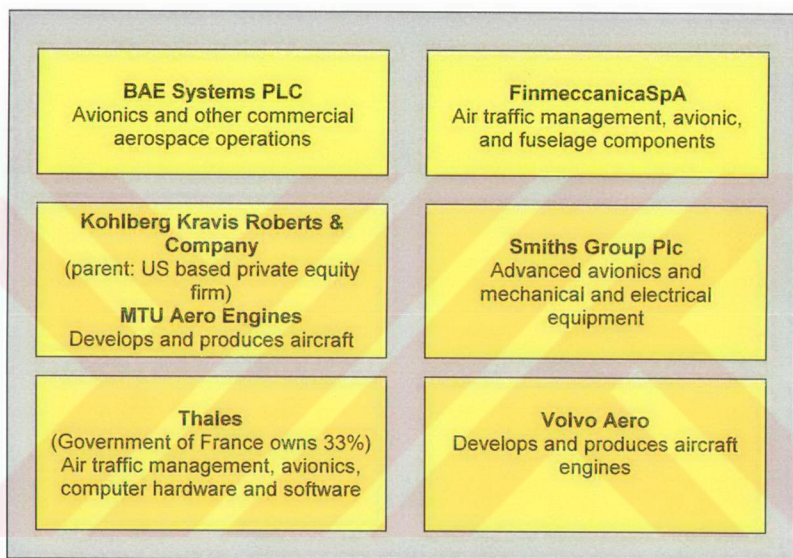 BAE Systems PLC
Avionics and other commercial
aerospace operations
FinmeccanicaSpA
Air traffic management, avionic,
and fuselage components
Kohlberg Kravis Roberts &
Company
(parent: US based private equity
firm)
MTU Aero Engines
Develops and produces aircraft
Smiths Group Plc
Advanced avionics and
mechanical and electrical
equipment
Thales
(Government of France owns 33%)
Air traffic management, avionics,
computer hardware and software
Volvo Aero
Develops and produces aircraft
engines